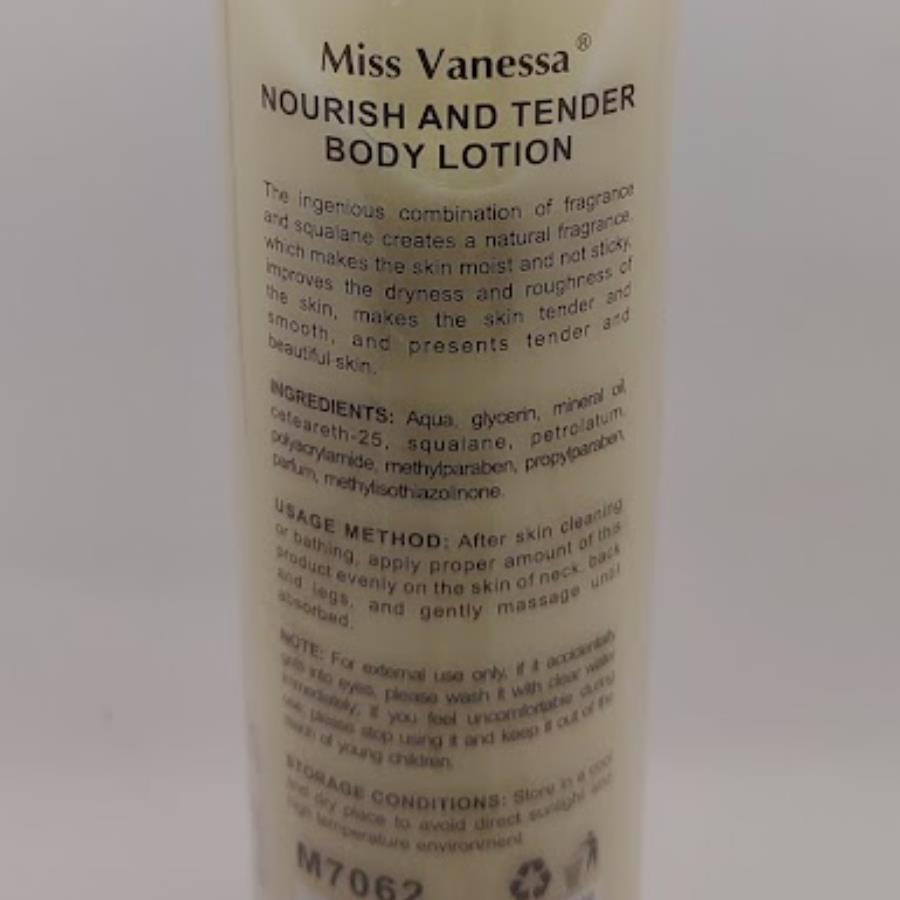 Miss Vanessa®
NOURISH AND TENDER
BODY LOTION
The ingenious combination of fragrance
and squalane creates a natural fragrance,
which makes the skin moist and not sticky,
improves the dryness and roughness of
the skin, makes the skin tender and
smooth, and presents tender and
beautiful skin.
INGREDIENTS: Aqua, glycerin, mineral oil,
ceteareth-25, squalane, petrolatum,
polyacrylamide, methylparaben, propylparaben,
parfum, methylisothiazolinone.
USAGE METHOD: After skin cleaning
or bathing, apply proper amount of this
product evenly on the skin of neck, back
and legs, and gently massage until
absorbed.
NOTE: For external use only, if it accidentally
gets into eyes, please wash it with clear water
immediately, if you feel uncomfortable during
use, please stop using it and keep it out of the
reach of young children.
STORAGE CONDITIONS: Store in a cool
and dry place to avoid direct sunlight and
high temperature environment.
M7062